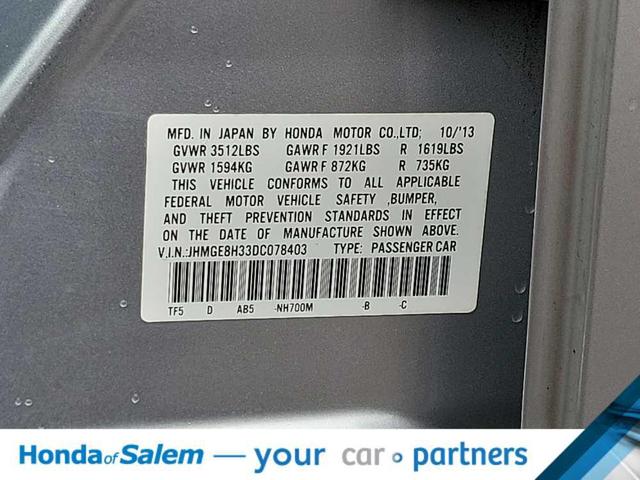 MFD. IN JAPAN BY HONDA MOTOR CO.,LTD; 10/'13
GVWR 3512LBS GAWR F 1921LBS R 1619LBS
GVWR 1594KG GAWR F 872KG R 735KG
THIS VEHICLE CONFORMS TO ALL APPLICABLE
FEDERAL MOTOR VEHICLE SAFETY ,BUMPER,
AND THEFT PREVENTION STANDARDS IN EFFECT
ON THE DATE OF MANUFACTURE SHOWN ABOVE.
V.I.N.:JHMGE8H33DC078403 TYPE: PASSENGER CAR
TF5 D AB5 -NH700M -B -C
Honda of Salem — your car partners